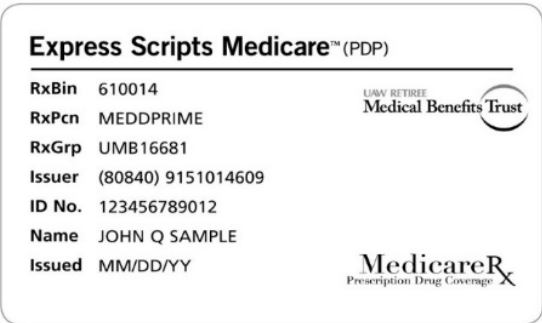 Express Scripts Medicare™ (PDP)
RxBin 610014
RxPcn MEDDPRIME
RxGrp UMB16681
Issuer (80840) 9151014609
ID No. 123456789012
Name JOHN Q SAMPLE
Issued MM/DD/YY
UAW RETIREE
Medical Benefits Trust
MedicareRx
Prescription Drug Coverage